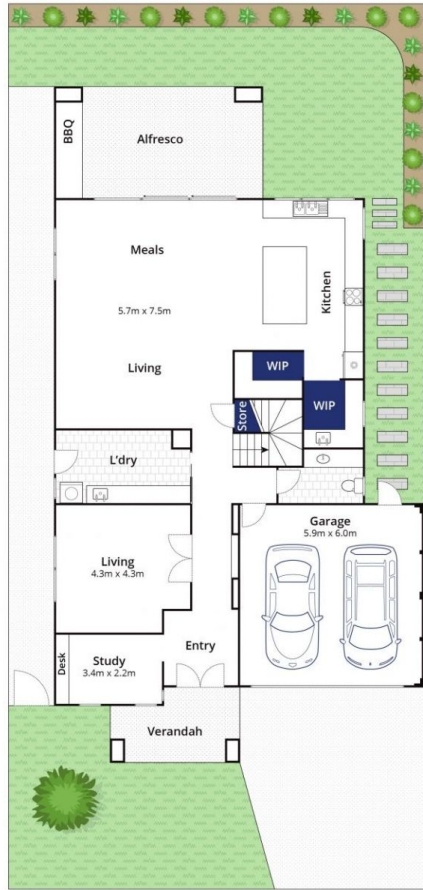 BBQ
Alfresco
Meals
5.7m x 7.5m
Kitchen
Living
WIP
WIP
Store
L'dry
Garage
5.9m x 6.0m
Living
4.3m x 4.3m
Entry
Desk
Study
3.4m x 2.2m
Verandah